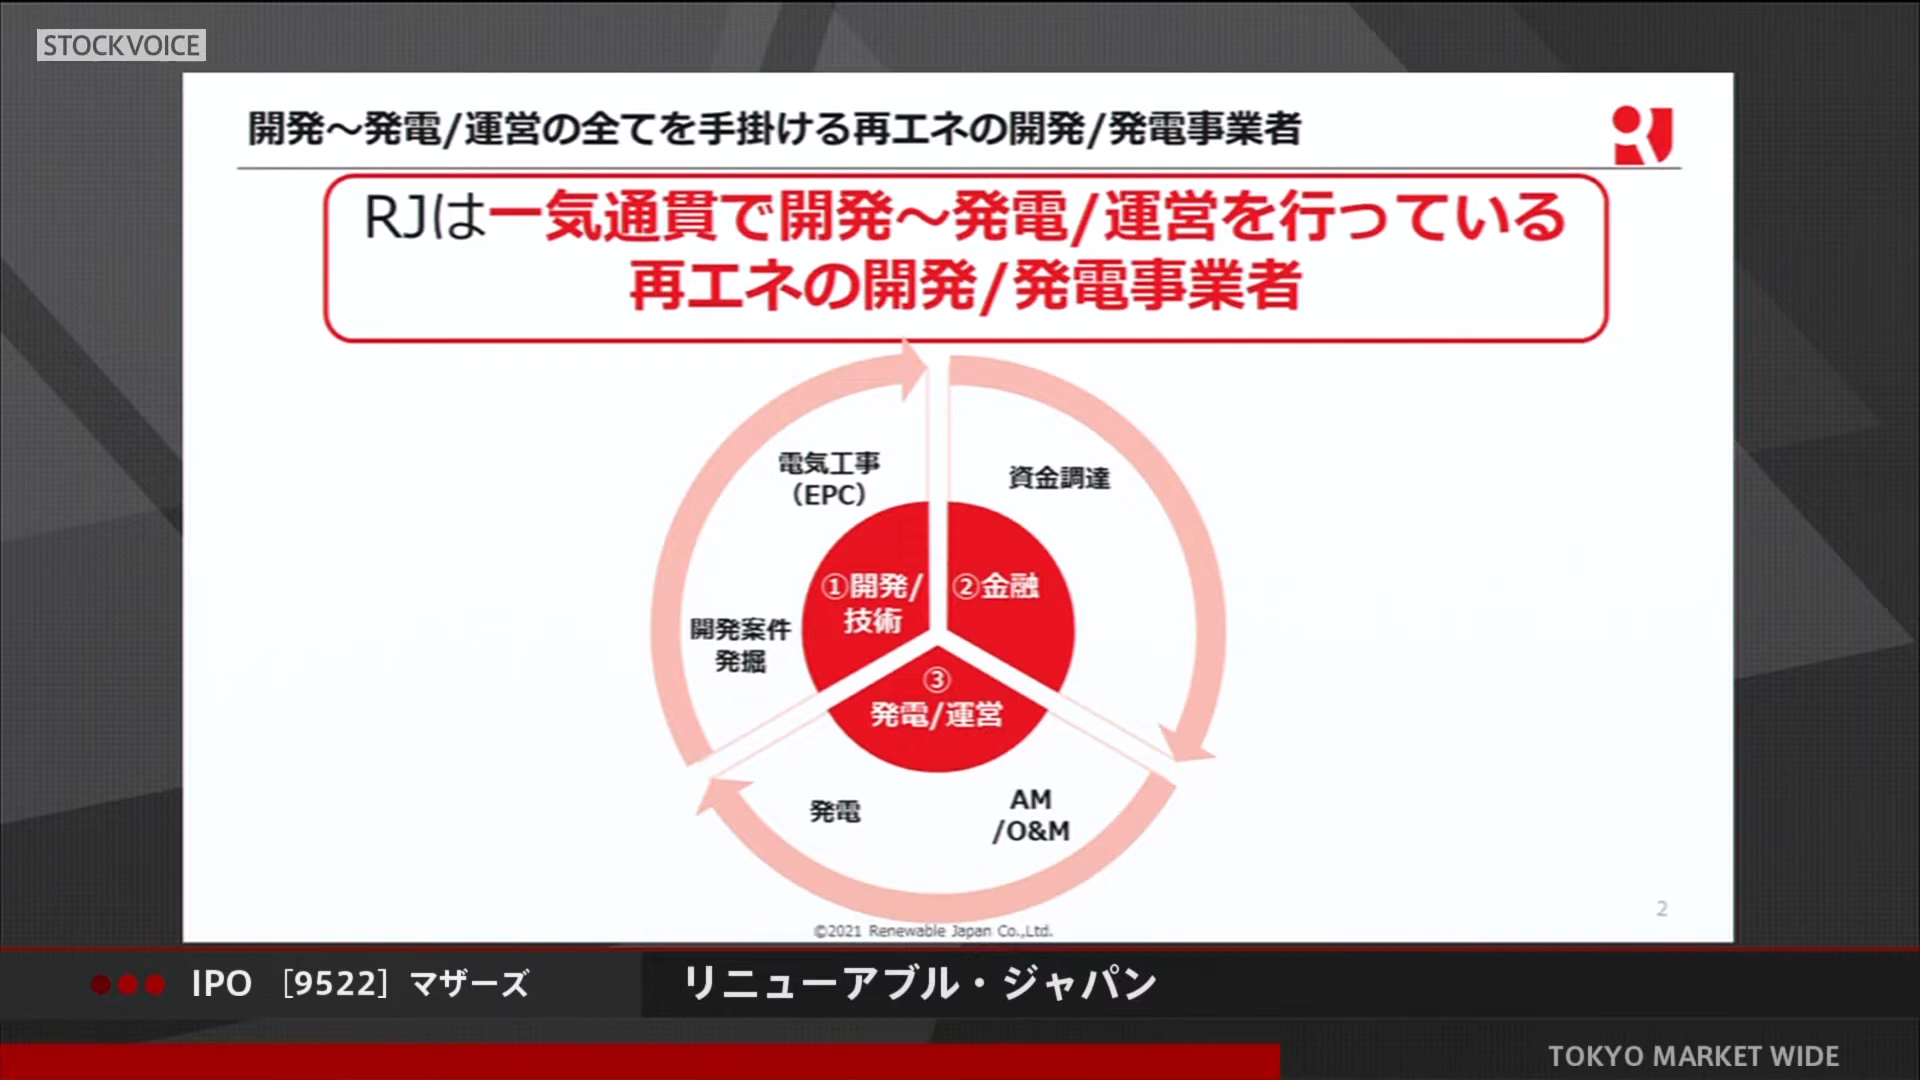 STOCKVOICE
開発～発電/運営の全てを手掛ける再エネの開発/発電事業者
RJは一気通貫で開発～発電/運営を行っている
再エネの開発/発電事業者
電気工事
（EPC）
資金調達
①開発/
技術
②金融
開発案件
発掘
③
発電/運営
発電
AM
/O&M
2
©2021 Renewable Japan Co.,Ltd.
IPO ［9522］マザーズ
リニューアブル・ジャパン
TOKYO MARKET WIDE